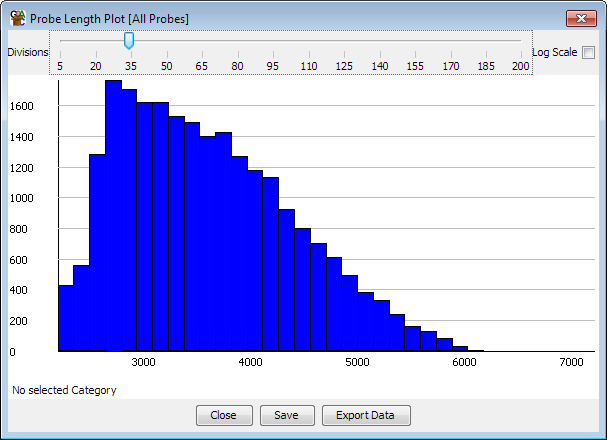 Probe Length Plot [All Probes]
Divisions
5 20 35 50 65 80 95 110 125 140 155 170 185 200
Log Scale
1600
1400
1200
1000
800
600
400
200
0
3000 4000 5000 6000 7000
No selected Category
Close Save Export Data